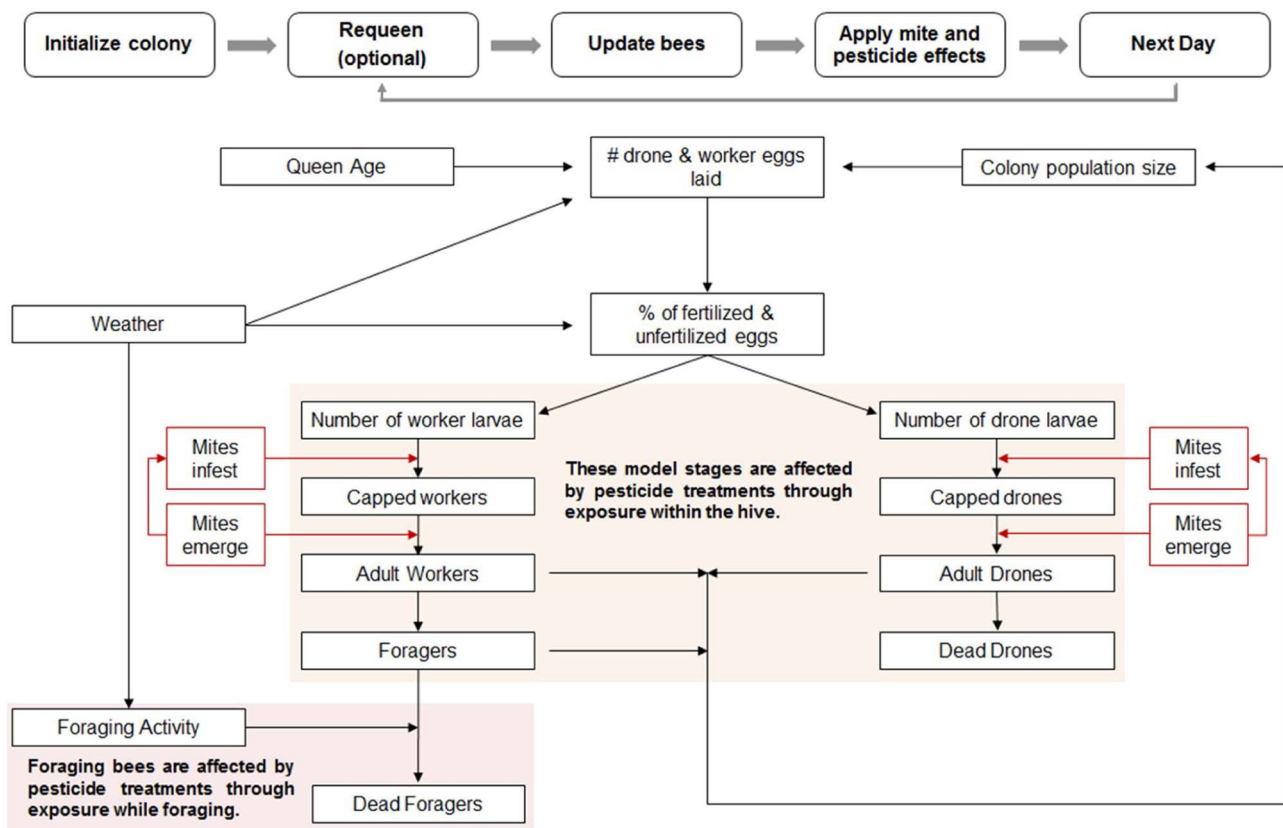 Initialize colony
Requeen
(optional)
Update bees
Apply mite and
pesticide effects
Next Day
Queen Age
# drone & worker eggs
laid
Colony population size
Weather
% of fertilized &
unfertilized eggs
Number of worker larvae
Number of drone larvae
Mites
infest
These model stages are affected
by pesticide treatments through
exposure within the hive.
Mites
infest
Capped workers
Capped drones
Mites
emerge
Mites
emerge
Adult Workers
Adult Drones
Foragers
Dead Drones
Foraging Activity
Foraging bees are affected by
pesticide treatments through
exposure while foraging.
Dead Foragers